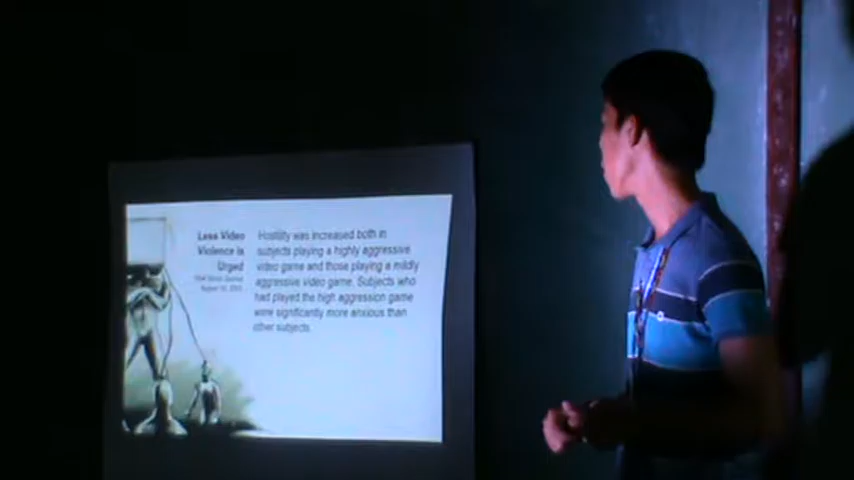 Less Video
Violence is
Urged
Hostility was increased both in
subjects playing a highly aggressive
video game and those playing a mildly
aggressive video game. Subjects who
had played the high aggression game
were significantly more anxious than
other subjects.